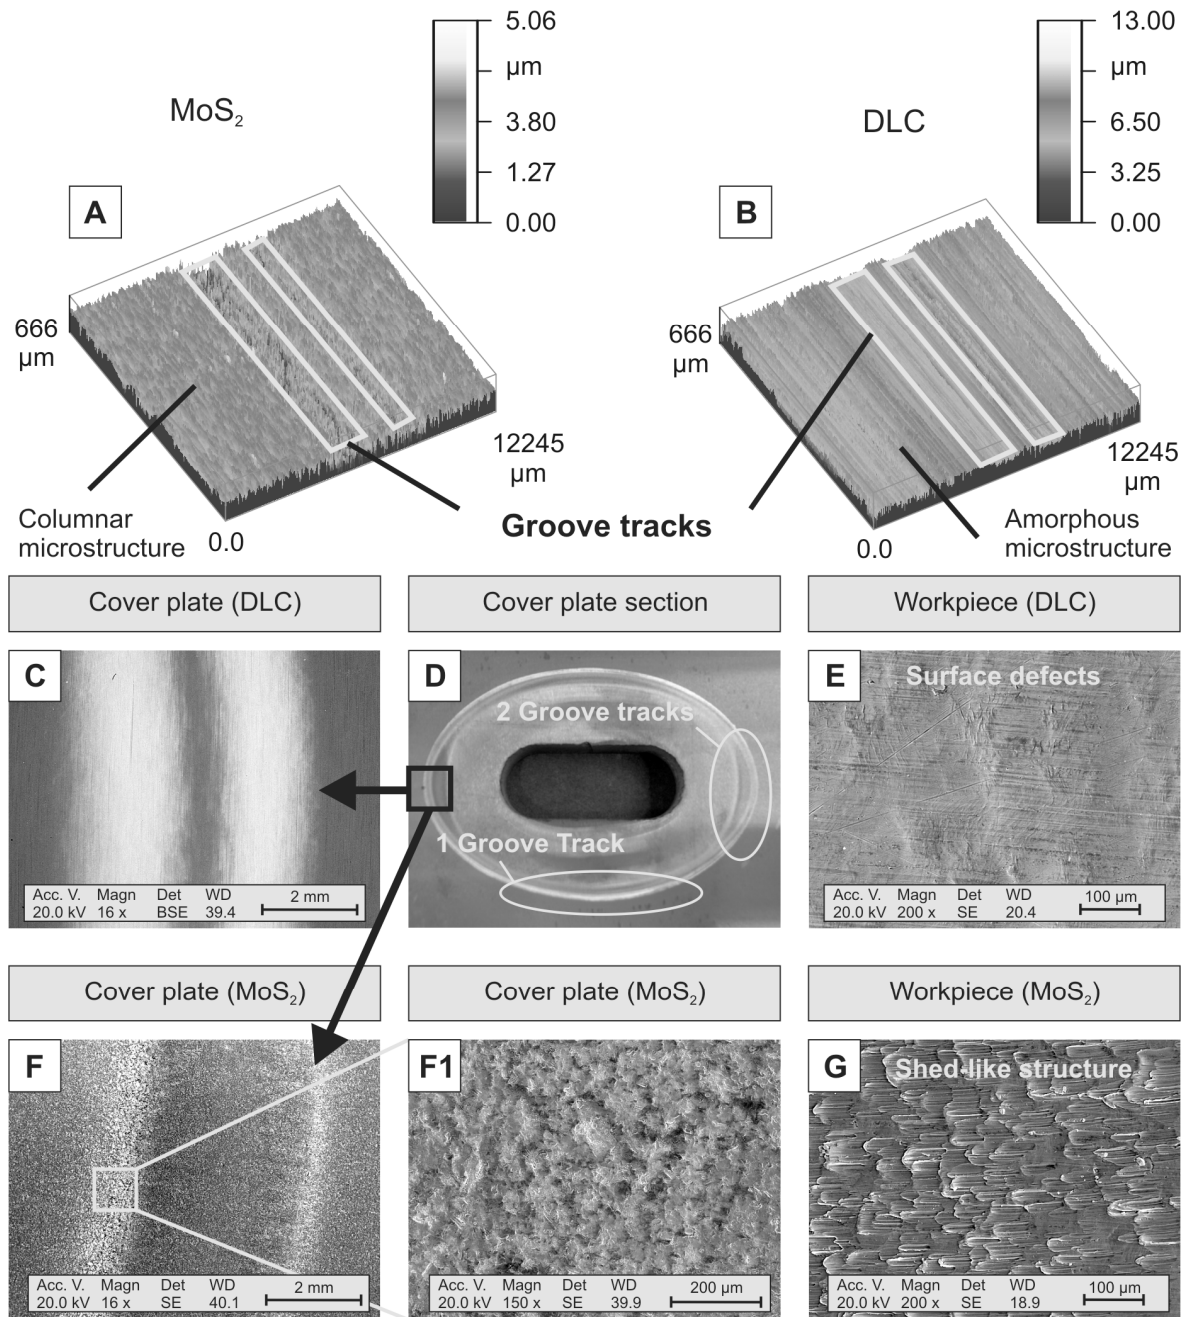 MoS₂
5.06
µm
3.80
1.27
0.00
DLC
13.00
µm
6.50
3.25
0.00
A
666
µm
12245
µm
0.0
Columnar
microstructure
Groove tracks
B
666
µm
12245
µm
0.0
Amorphous
microstructure
Cover plate (DLC)
Cover plate section
Workpiece (DLC)
C
Acc. V. Magn Det WD 2 mm
20.0 kV 16 x BSE 39.4
D
2 Groove tracks
1 Groove Track
E
Surface defects
Acc. V. Magn Det WD 100 µm
20.0 kV 200 x SE 20.4
Cover plate (MoS₂)
Cover plate (MoS₂)
Workpiece (MoS₂)
F
Acc. V. Magn Det WD 2 mm
20.0 kV 16 x SE 40.1
F1
Acc. V. Magn Det WD 200 µm
20.0 kV 150 x SE 39.9
G
Shed-like structure
Acc. V. Magn Det WD 100 µm
20.0 kV 200 x SE 18.9